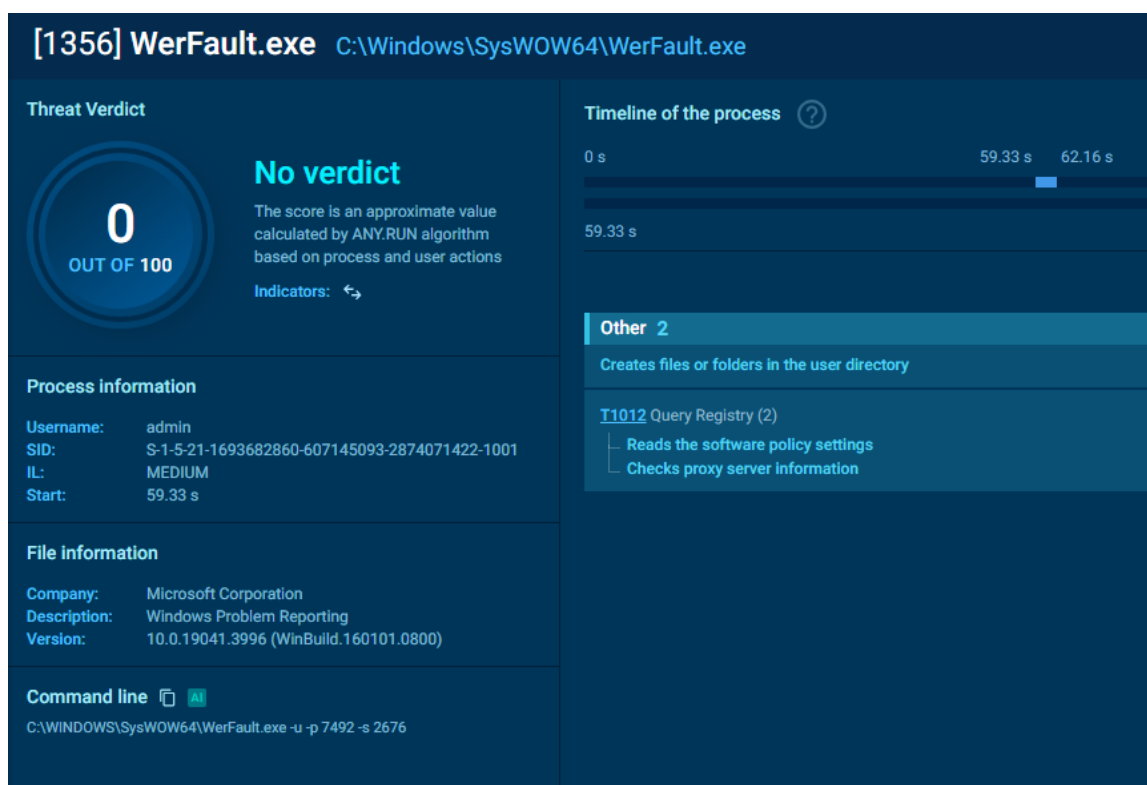 [1356] WerFault.exe C:\Windows\SysWOW64\WerFault.exe
Threat Verdict
0
OUT OF 100
No verdict
The score is an approximate value
calculated by ANY.RUN algorithm
based on process and user actions
Indicators:
Process information
Username: admin
SID: S-1-5-21-1693682860-607145093-2874071422-1001
IL: MEDIUM
Start: 59.33 s
File information
Company: Microsoft Corporation
Description: Windows Problem Reporting
Version: 10.0.19041.3996 (WinBuild.160101.0800)
Command line AI
C:\WINDOWS\SysWOW64\WerFault.exe -u -p 7492 -s 2676
Timeline of the process ?
0 s 59.33 s 62.16 s
59.33 s
Other 2
Creates files or folders in the user directory
T1012 Query Registry (2)
Reads the software policy settings
Checks proxy server information